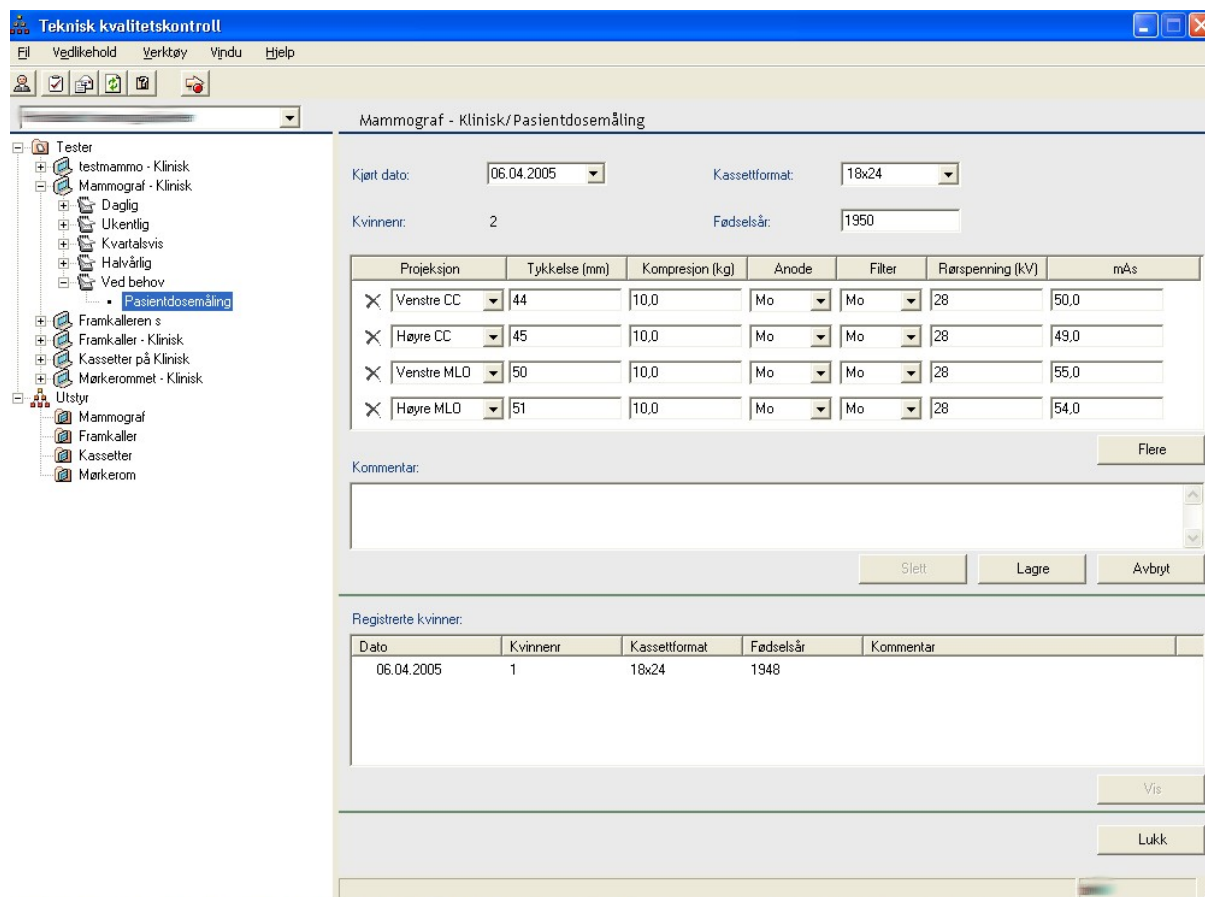 Teknisk kvalitetskontroll
Fil Vedlikehold Verktøy Vindu Hjelp
Mammograf - Klinisk/Pasientdosemåling
Tester
testmammo - Klinisk
Mammograf - Klinisk
Daglig
Ukentlig
Kvartalsvis
Halvårlig
Ved behov
Pasientdosemåling
Framkalleren s
Framkaller - Klinisk
Kassetter på Klinisk
Mørkerommet - Klinisk
Utstyr
Mammograf
Framkaller
Kassetter
Mørkerom
Kjørt dato: 06.04.2005 Kassettformat: 18x24
Kvinnenr: 2 Fødselsår: 1950
Projeksjon Tykkelse (mm) Kompresjon (kg) Anode Filter Rørspenning (kV) mAs
Venstre CC 44 10,0 Mo Mo 28 50,0
Høyre CC 45 10,0 Mo Mo 28 49,0
Venstre MLO 50 10,0 Mo Mo 28 55,0
Høyre MLO 51 10,0 Mo Mo 28 54,0
Flere
Kommentar:
Slett Lagre Avbryt
Registrerte kvinner:
Dato Kvinnenr Kassettformat Fødselsår Kommentar
06.04.2005 1 18x24 1948
Vis
Lukk